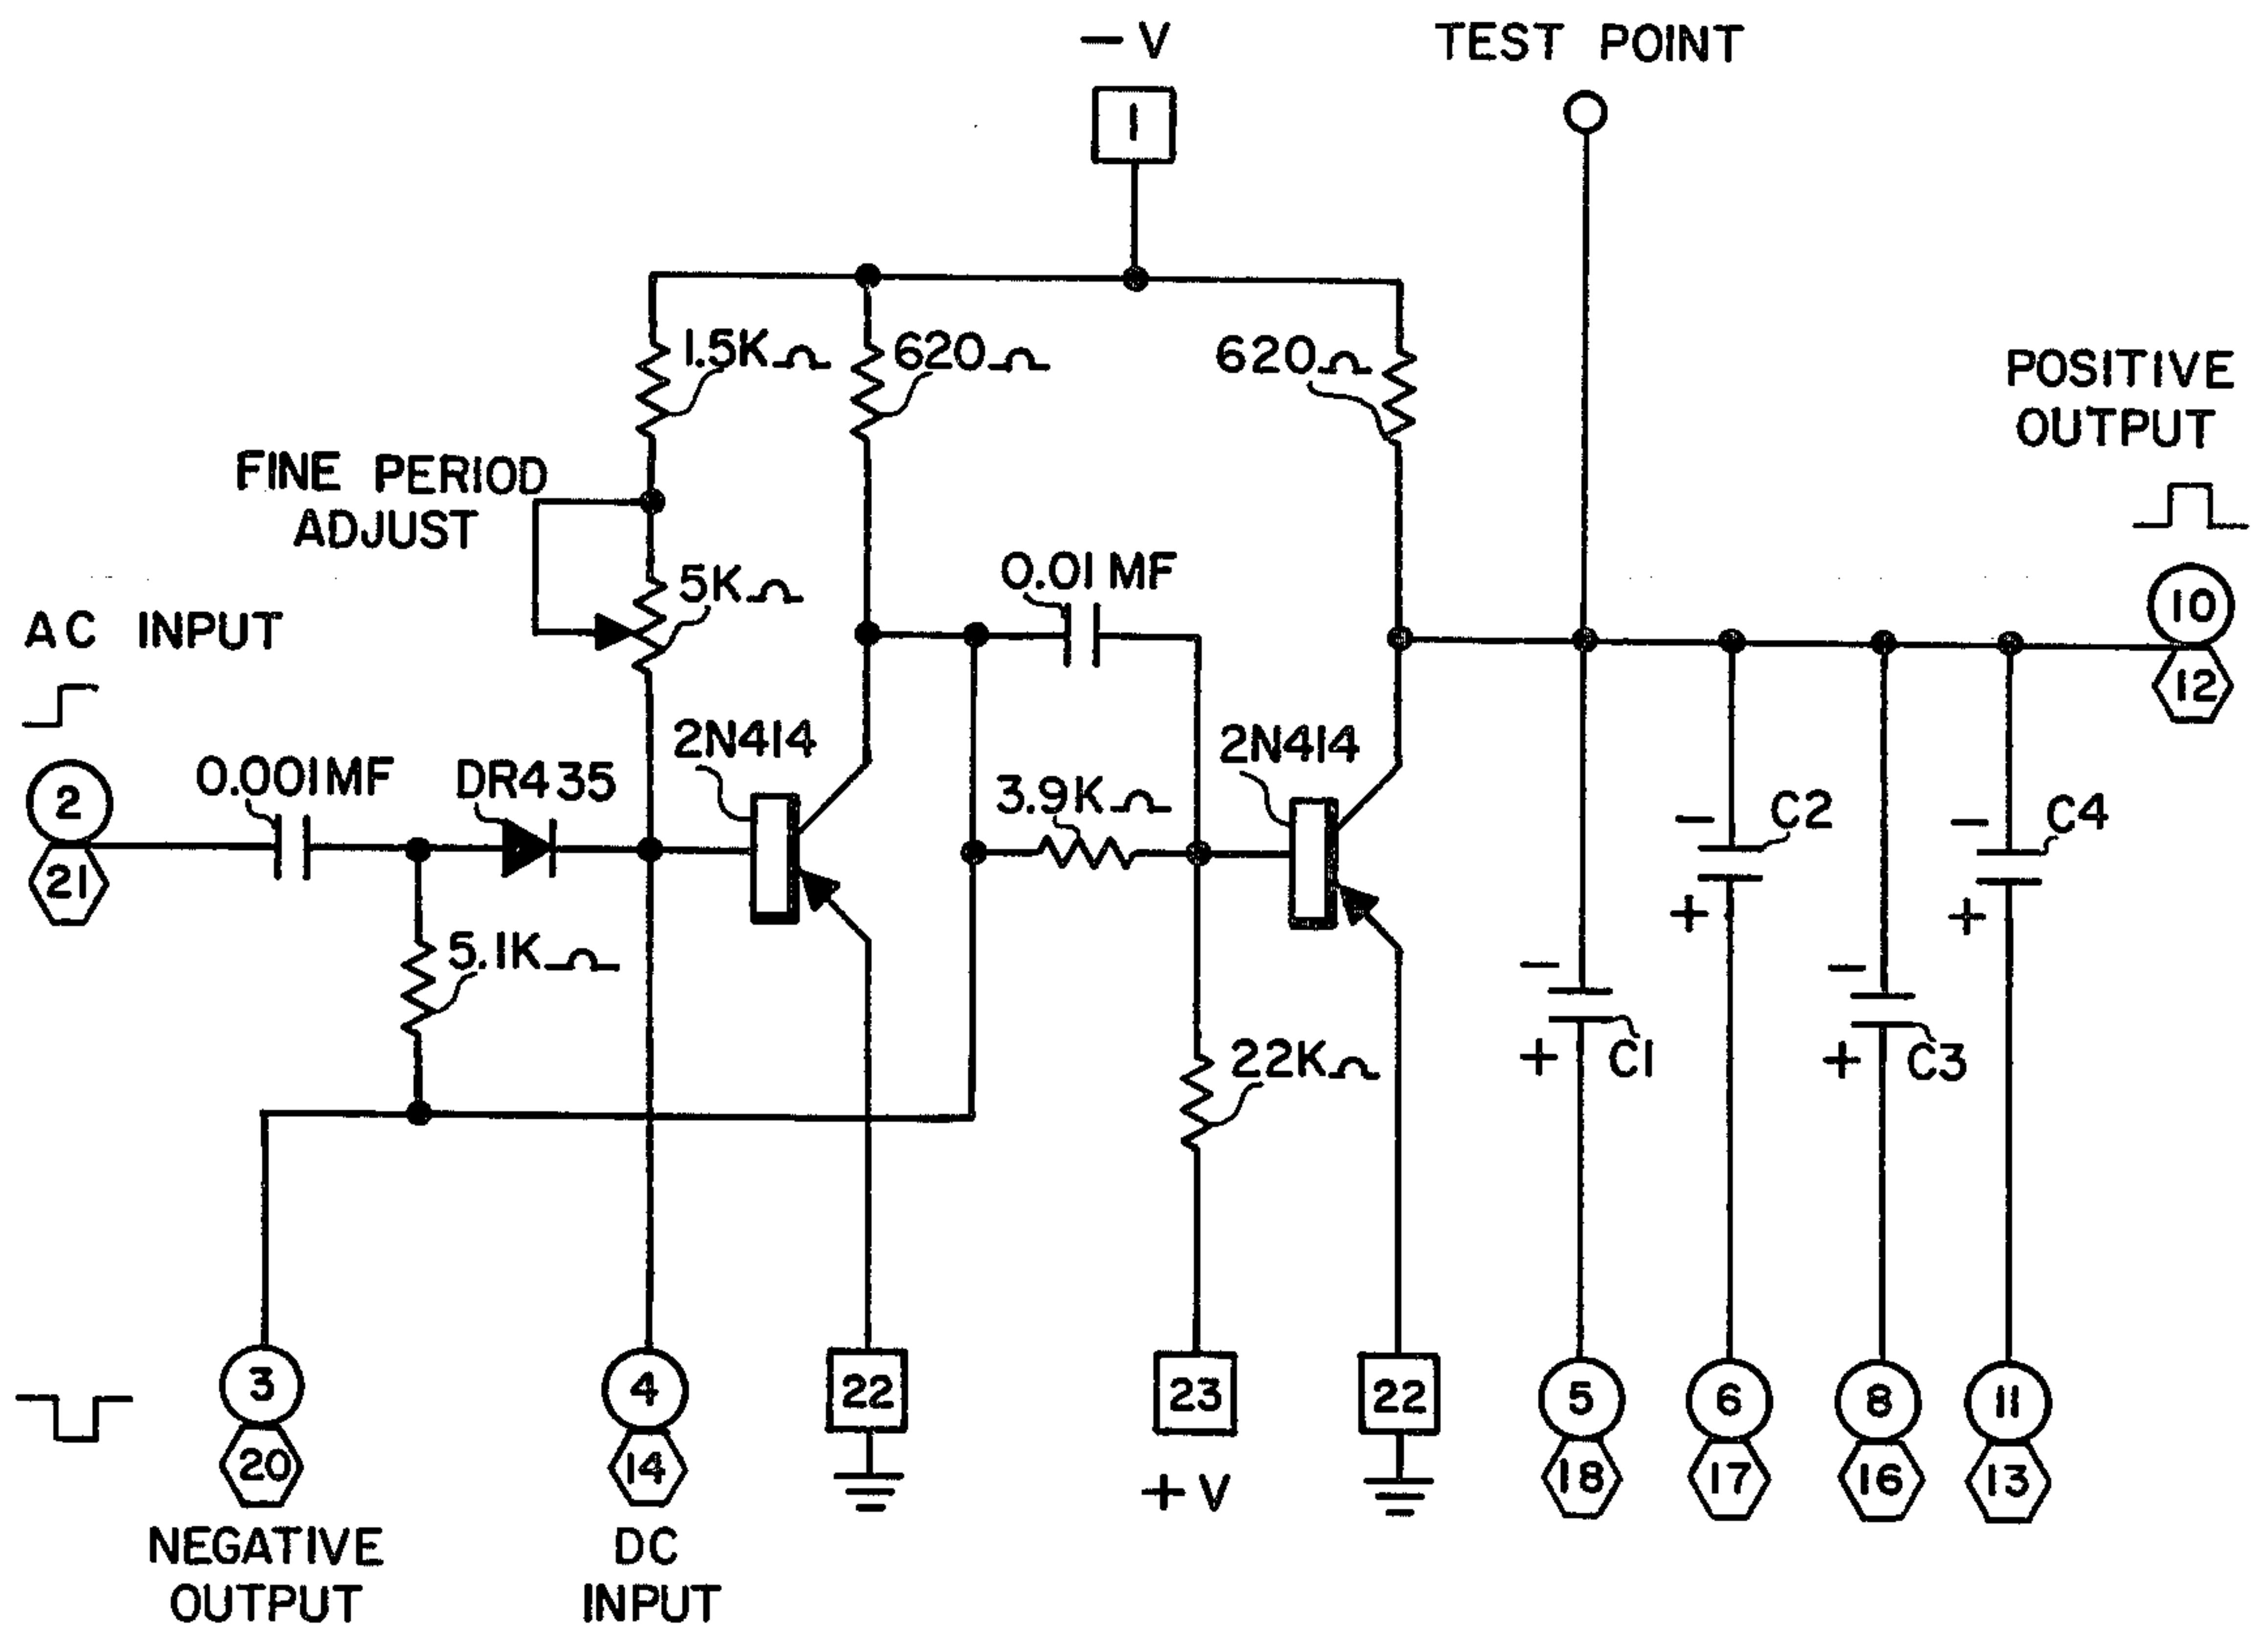 − V
TEST POINT
1
1.5KΩ
620Ω
620Ω
POSITIVE
OUTPUT
FINE PERIOD
ADJUST
5KΩ
0.01 MF
10
12
AC INPUT
2
21
0.001MF
DR435
2N414
3.9KΩ
2N414
−
C2
+
−
C4
+
5.1KΩ
−
+
C1
−
+
C3
22KΩ
3
20
4
14
22
23
22
5
18
6
17
8
16
11
13
+ V
NEGATIVE
OUTPUT
DC
INPUT